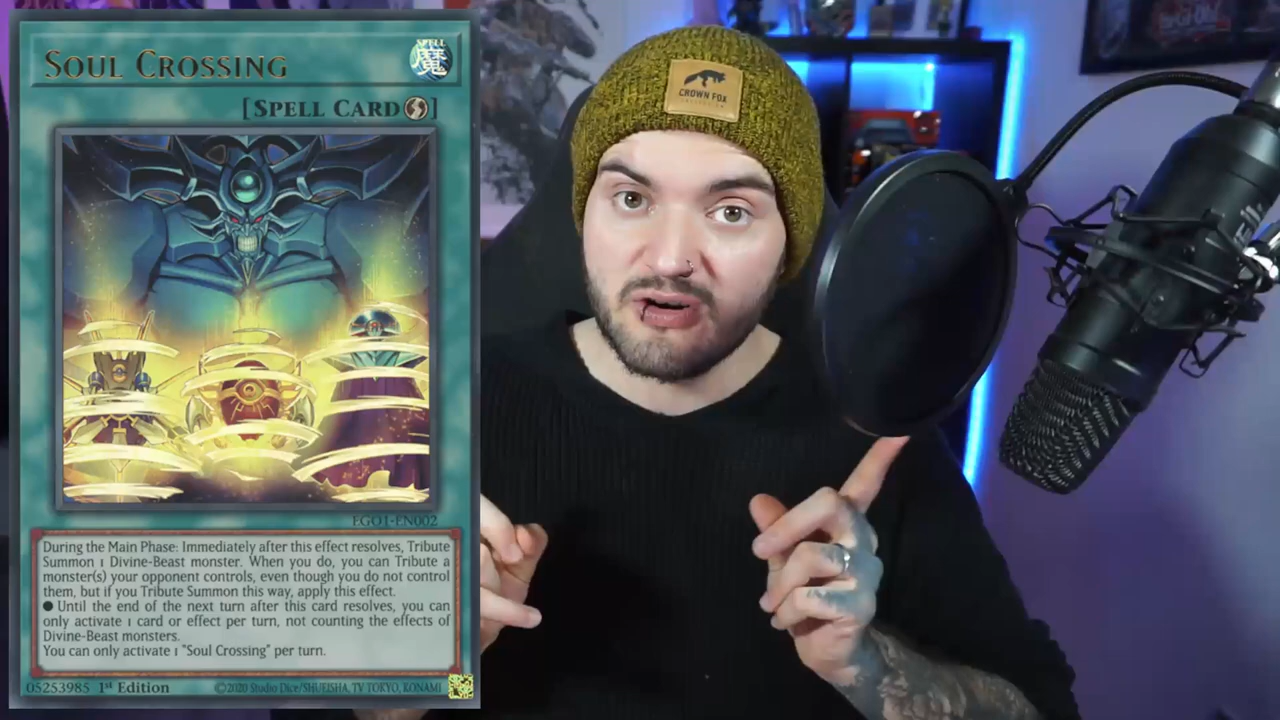 SOUL CROSSING
SPELL
魔
[SPELL CARD]
EGO1-EN002
During the Main Phase: Immediately after this effect resolves, Tribute
Summon 1 Divine-Beast monster. When you do, you can Tribute a
monster(s) your opponent controls, even though you do not control
them, but if you Tribute Summon this way, apply this effect.
● Until the end of the next turn after this card resolves, you can
only activate 1 card or effect per turn, not counting the effects of
Divine-Beast monsters.
You can only activate 1 "Soul Crossing" per turn.
05253985 1st Edition ©2020 Studio Dice/SHUEISHA, TV TOKYO, KONAMI
CROWN FOX